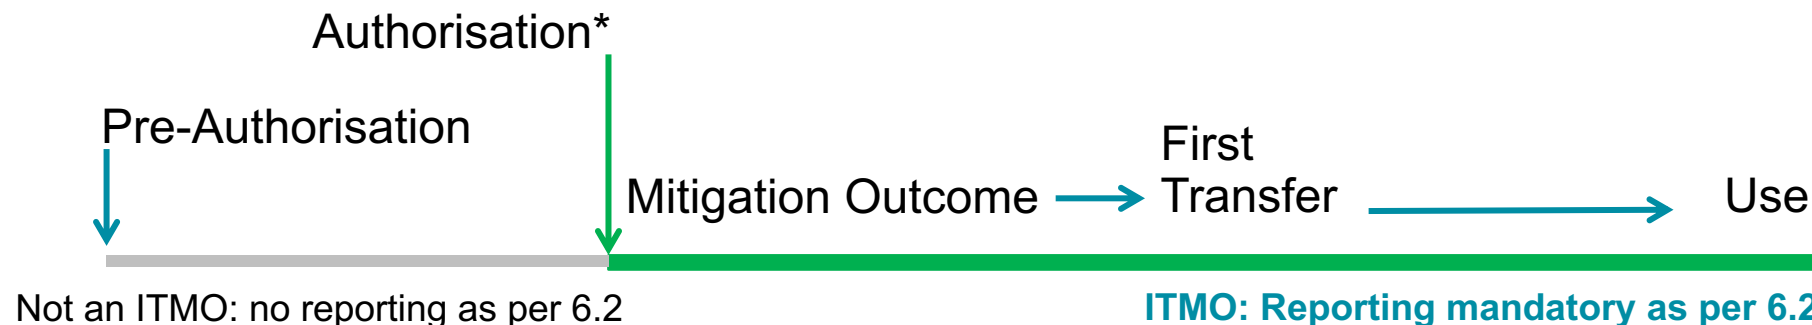 Authorisation*
Pre-Authorisation
First
Mitigation Outcome
Transfer
Use
Not an ITMO: no reporting as per 6.2
ITMO: Reporting mandatory as per 6.2